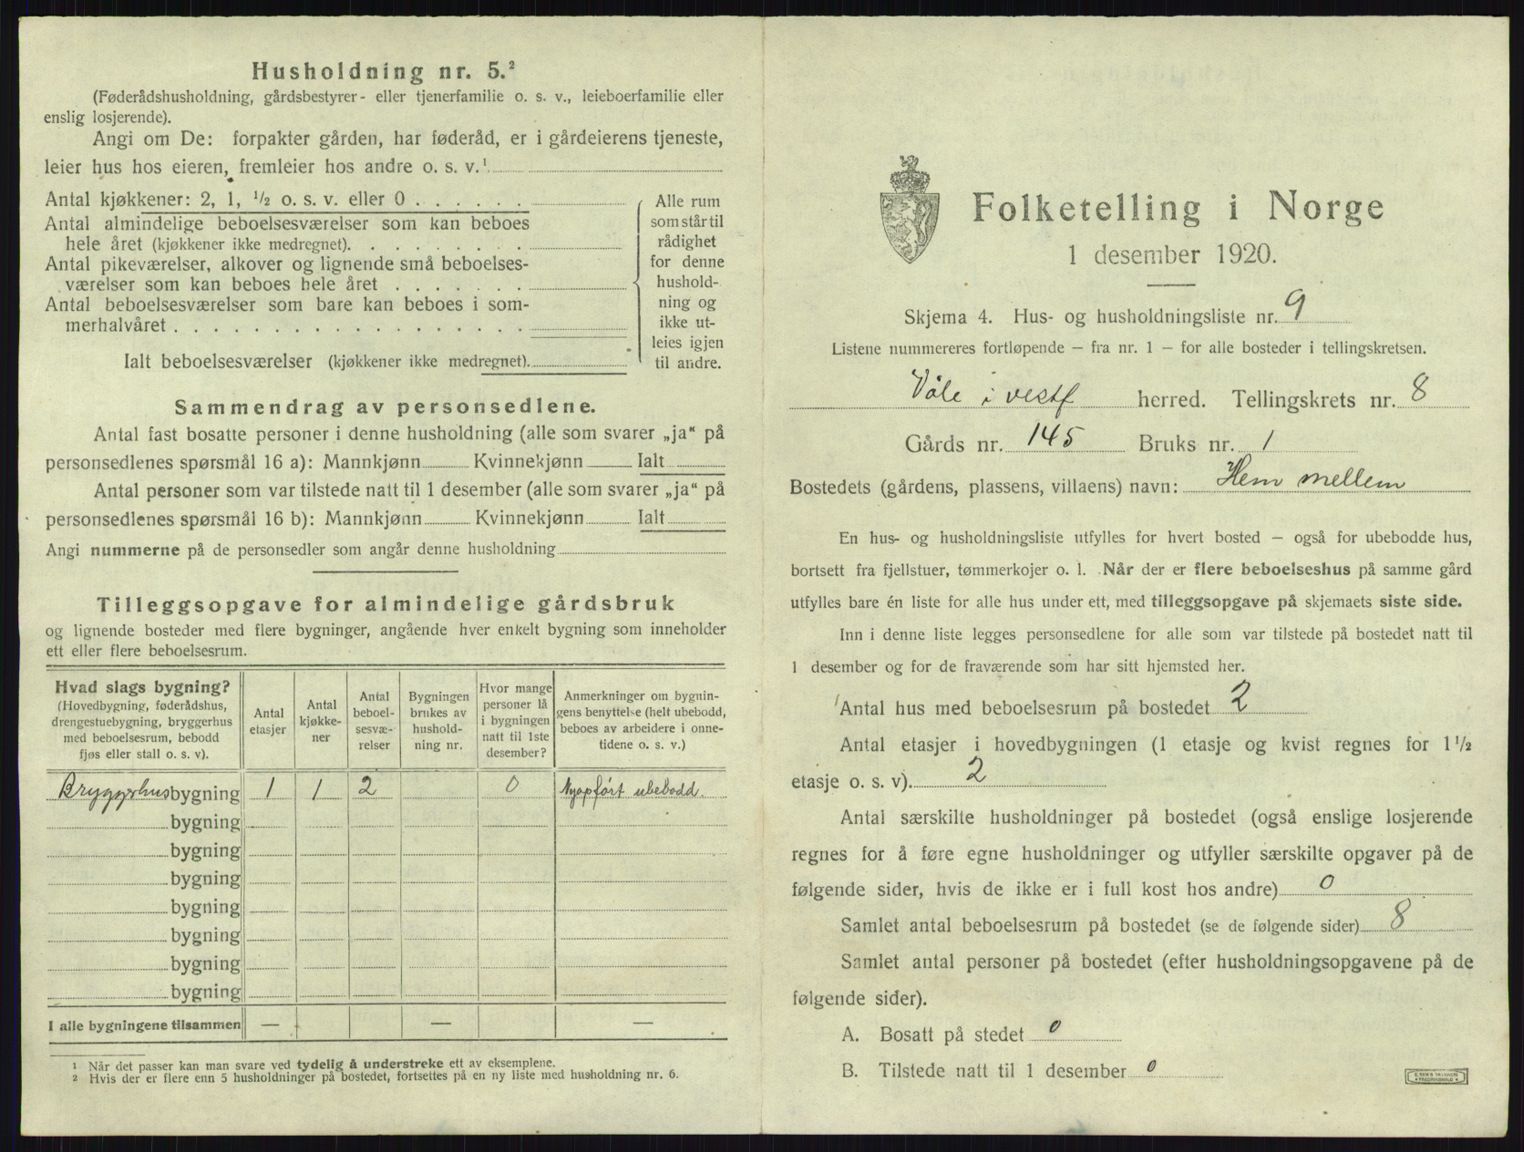 Husholdning nr. 5.²
(Føderådshusholdning, gårdsbestyrer- eller tjenerfamilie o. s. v., leieboerfamilie eller
enslig losjerende).
Angi om De: forpakter gården, har føderåd, er i gårdeierens tjeneste,
leier hus hos eieren, fremleier hos andre o. s. v.¹
Antal kjøkkener: 2, 1, ½ o. s. v. eller 0 . . . . . .
Antal almindelige beboelsesværelser som kan beboes
hele året (kjøkkener ikke medregnet). . . . . . . . .
Antal pikeværelser, alkover og lignende små beboelses-
værelser som kan beboes hele året . . . . . . .
Antal beboelsesværelser som bare kan beboes i som-
merhalvåret . . . . . . . . . . . . . . . . . .
Ialt beboelsesværelser (kjøkkener ikke medregnet).
Alle rum
som står til
rådighet
for denne
hushold-
ning og
ikke ut-
leies igjen
til andre.
Sammendrag av personsedlene.
Antal fast bosatte personer i denne husholdning (alle som svarer „ja“ på
personsedlenes spørsmål 16 a): Mannkjønn Kvinnekjønn Ialt
Antal personer som var tilstede natt til 1 desember (alle som svarer „ja“ på
personsedlenes spørsmål 16 b): Mannkjønn Kvinnekjønn Ialt
Angi nummerne på de personsedler som angår denne husholdning
Tilleggsopgave for almindelige gårdsbruk
og lignende bosteder med flere bygninger, angående hver enkelt bygning som inneholder
ett eller flere beboelsesrum.
Hvad slags bygning?
(Hovedbygning, føderådshus,
drengestuebygning, bryggerhus
med beboelsesrum, bebodd
fjøs eller stall o. s. v).
Antal
etasjer
Antal
kjøkke-
ner
Antal
beboel-
sesvæ-
relser
Bygningen
brukes av
hushold-
ning nr.
Hvor mange
personer lå
i bygningen
natt til 1ste
desember?
Anmerkninger om bygnin-
gens benyttelse (helt ubebodd,
beboes av arbeidere i onne-
tidene o. s. v.)
Bryggerhusbygning 1 1 2 0 Nyopført ubebodd.
bygning
bygning
bygning
bygning
bygning
bygning
bygning
I alle bygningene tilsammen — — —
¹ Når det passer kan man svare ved tydelig å understreke ett av eksemplene.
² Hvis der er flere enn 5 husholdninger på bostedet, fortsettes på en ny liste med husholdning nr. 6.
Folketelling i Norge
1 desember 1920.
Skjema 4. Hus- og husholdningsliste nr. 9
Listene nummereres fortløpende – fra nr. 1 – for alle bosteder i tellingskretsen.
Våle i vestf herred. Tellingskrets nr. 8
Gårds nr. 145 Bruks nr. 1
Bostedets (gårdens, plassens, villaens) navn: Hem mellem
En hus- og husholdningsliste utfylles for hvert bosted – også for ubebodde hus,
bortsett fra fjellstuer, tømmerkojer o. l. Når der er flere beboelseshus på samme gård
utfylles bare én liste for alle hus under ett, med tilleggsopgave på skjemaets siste side.
Inn i denne liste legges personsedlene for alle som var tilstede på bostedet natt til
1 desember og for de fraværende som har sitt hjemsted her.
Antal hus med beboelsesrum på bostedet 2
Antal etasjer i hovedbygningen (1 etasje og kvist regnes for 1½
etasje o. s. v). 2
Antal særskilte husholdninger på bostedet (også enslige losjerende
regnes for å føre egne husholdninger og utfyller særskilte opgaver på de
følgende sider, hvis de ikke er i full kost hos andre) 0
Samlet antal beboelsesrum på bostedet (se de følgende sider) 8
Samlet antal personer på bostedet (efter husholdningsopgavene på de
følgende sider).
A. Bosatt på stedet 0
B. Tilstede natt til 1 desember 0